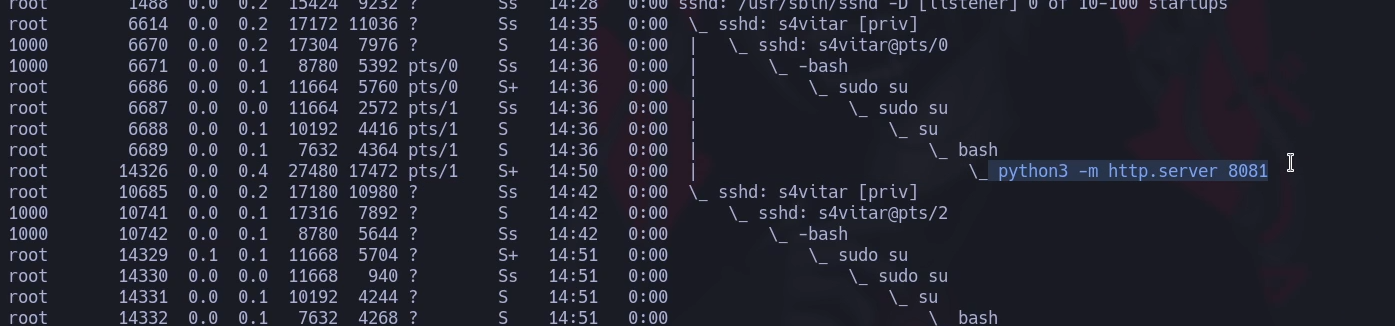 root 1488 0.0 0.2 15424 9232 ? Ss 14:28 0:00 sshd: /usr/sbin/sshd -D [listener] 0 of 10-100 startups
root 6614 0.0 0.2 17172 11036 ? Ss 14:35 0:00 \_ sshd: s4vitar [priv]
1000 6670 0.0 0.2 17304 7976 ? S 14:36 0:00 | \_ sshd: s4vitar@pts/0
1000 6671 0.0 0.1 8780 5392 pts/0 Ss 14:36 0:00 | \_ -bash
root 6686 0.0 0.1 11664 5760 pts/0 S+ 14:36 0:00 | \_ sudo su
root 6687 0.0 0.0 11664 2572 pts/1 Ss 14:36 0:00 | \_ sudo su
root 6688 0.0 0.1 10192 4416 pts/1 S 14:36 0:00 | \_ su
root 6689 0.0 0.1 7632 4364 pts/1 S 14:36 0:00 | \_ bash
root 14326 0.0 0.4 27480 17472 pts/1 S+ 14:50 0:00 | \_ python3 -m http.server 8081
root 10685 0.0 0.2 17180 10980 ? Ss 14:42 0:00 \_ sshd: s4vitar [priv]
1000 10741 0.0 0.1 17316 7892 ? S 14:42 0:00 \_ sshd: s4vitar@pts/2
1000 10742 0.0 0.1 8780 5644 ? Ss 14:42 0:00 \_ -bash
root 14329 0.1 0.1 11668 5704 ? S+ 14:51 0:00 \_ sudo su
root 14330 0.0 0.0 11668 940 ? Ss 14:51 0:00 \_ sudo su
root 14331 0.0 0.1 10192 4244 ? S 14:51 0:00 \_ su
root 14332 0.0 0.1 7632 4268 ? S 14:51 0:00 \_ bash